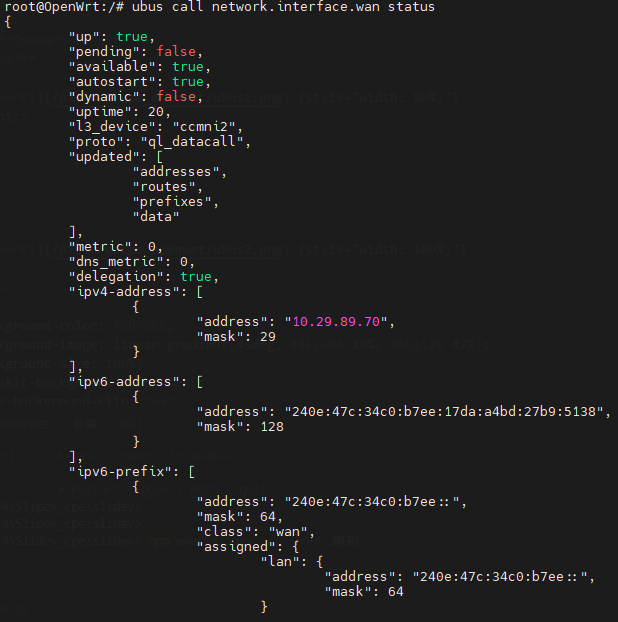 root@OpenWrt:/# ubus call network.interface.wan status
{
"up": true,
"pending": false,
"available": true,
"autostart": true,
"dynamic": false,
"uptime": 20,
"l3_device": "ccmni2",
"proto": "ql_datacall",
"updated": [
"addresses",
"routes",
"prefixes",
"data"
],
"metric": 0,
"dns_metric": 0,
"delegation": true,
"ipv4-address": [
{
"address": "10.29.89.70",
"mask": 29
}
],
"ipv6-address": [
{
"address": "240e:47c:34c0:b7ee:17da:a4bd:27b9:5138",
"mask": 128
}
],
"ipv6-prefix": [
{
"address": "240e:47c:34c0:b7ee::",
"mask": 64,
"class": "wan",
"assigned": {
"lan": {
"address": "240e:47c:34c0:b7ee::",
"mask": 64
}